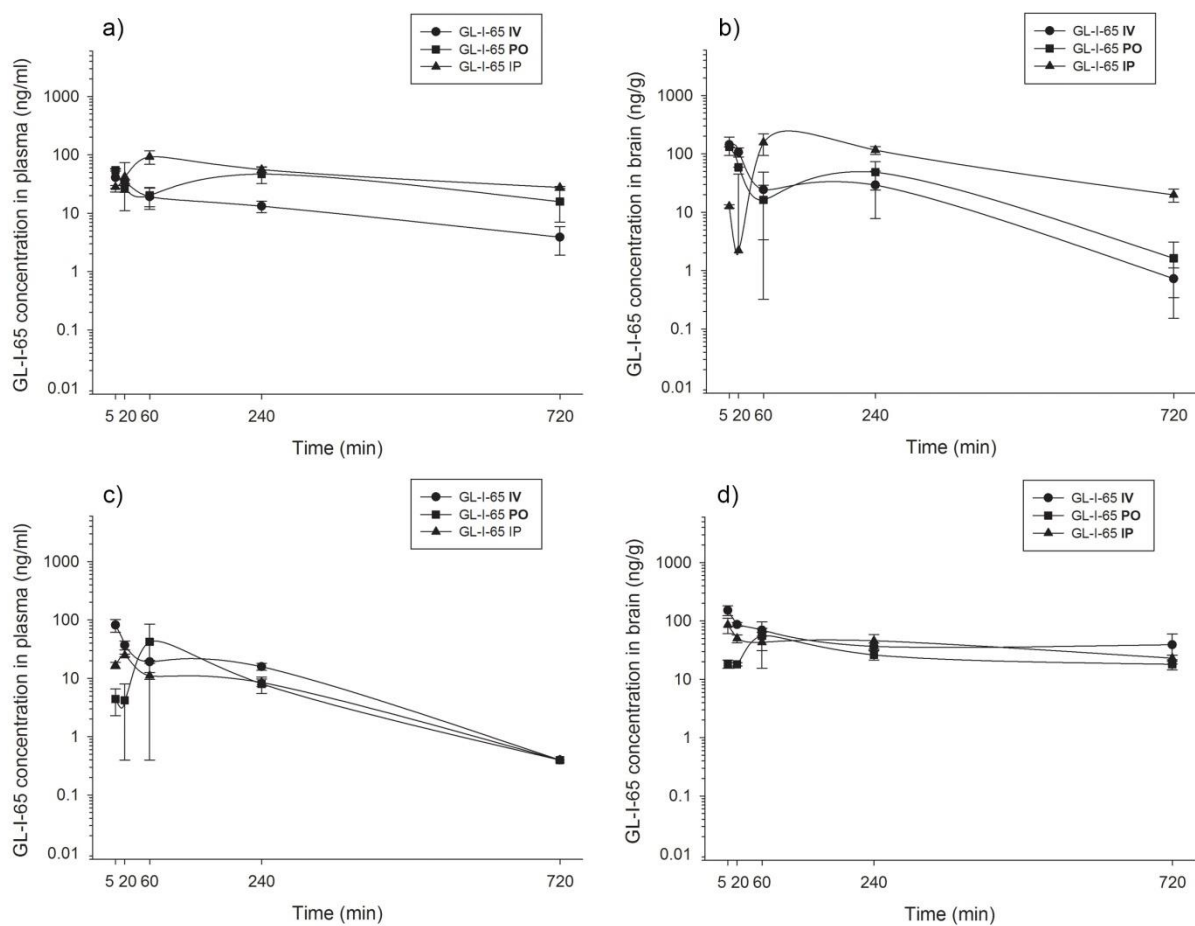 a)
GL-I-65 IV
GL-I-65 PO
GL-I-65 IP
GL-I-65 concentration in plasma (ng/ml)
1000
100
10
1
0.1
0.01
5 20 60 240 720
Time (min)
b)
GL-I-65 IV
GL-I-65 PO
GL-I-65 IP
GL-I-65 concentration in brain (ng/g)
1000
100
10
1
0.1
0.01
5 20 60 240 720
Time (min)
c)
GL-I-65 IV
GL-I-65 PO
GL-I-65 IP
GL-I-65 concentration in plasma (ng/ml)
1000
100
10
1
0.1
0.01
5 20 60 240 720
Time (min)
d)
GL-I-65 IV
GL-I-65 PO
GL-I-65 IP
GL-I-65 concentration in brain (ng/g)
1000
100
10
1
0.1
0.01
5 20 60 240 720
Time (min)